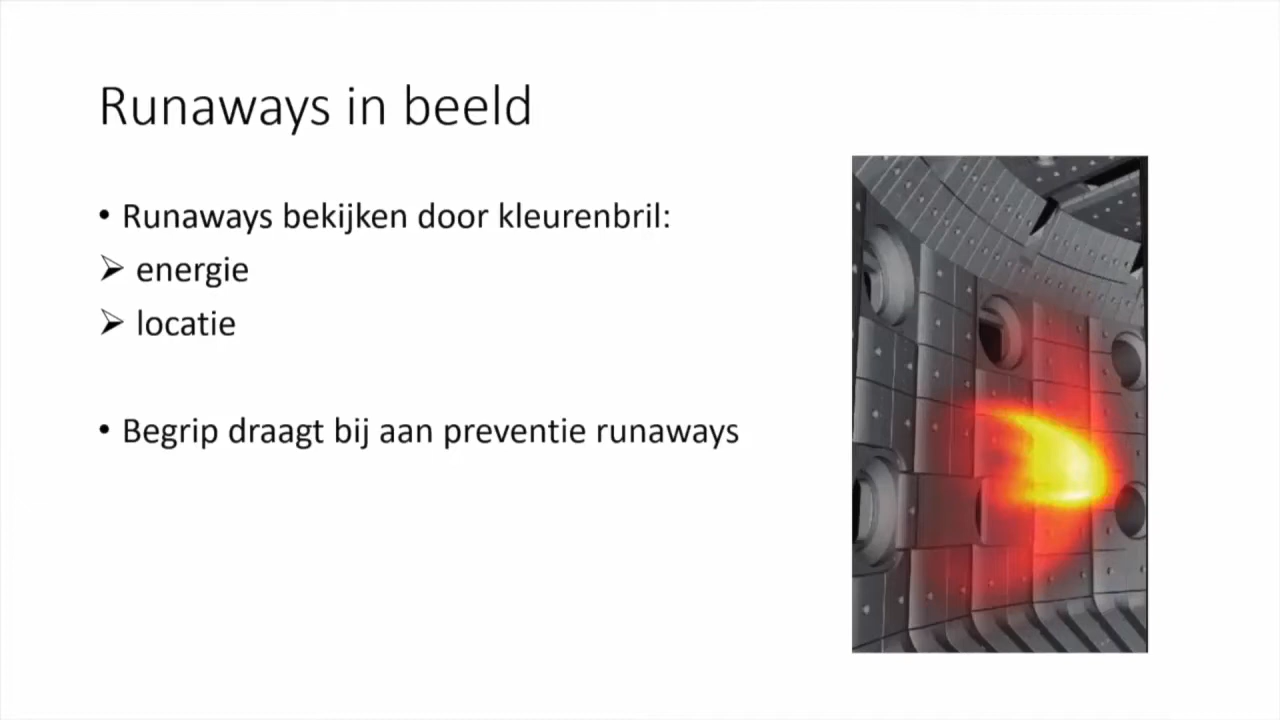 Runaways in beeld
• Runaways bekijken door kleurenbril:
➢ energie
➢ locatie
• Begrip draagt bij aan preventie runaways